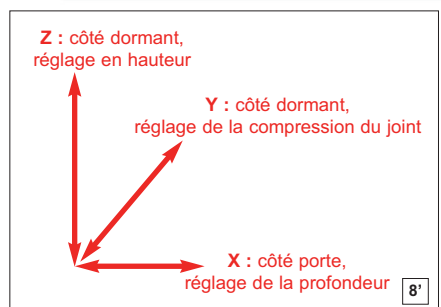 Z : côté dormant,
réglage en hauteur
Y : côté dormant,
réglage de la compression du joint
X : côté porte,
réglage de la profondeur
8'